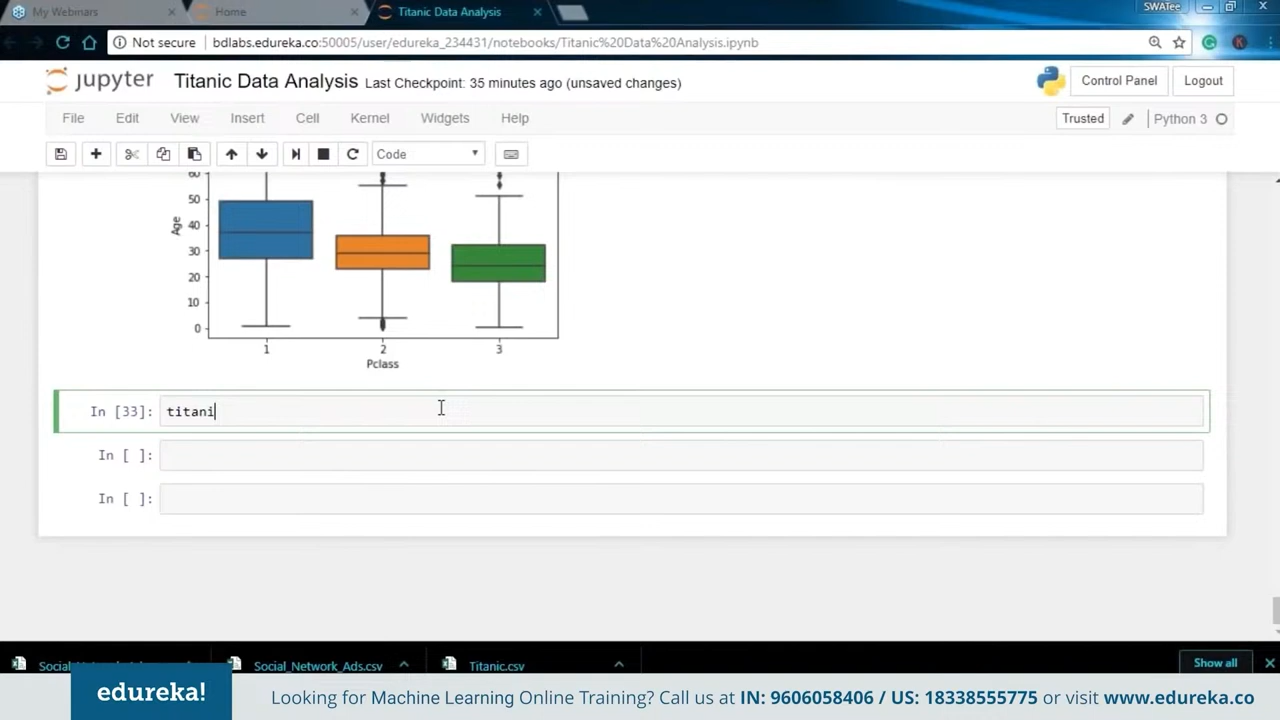 My Webinars
Home
Titanic Data Analysis
SWATee
Not secure
bdlabs.edureka.co:50005/user/edureka_234431/notebooks/Titanic%20Data%20Analysis.ipynb
K
jupyter
Titanic Data Analysis
Last Checkpoint: 35 minutes ago (unsaved changes)
Control Panel
Logout
File
Edit
View
Insert
Cell
Kernel
Widgets
Help
Trusted
Python 3
Code
60
50
40
30
20
10
0
Age
1
2
3
Pclass
In [33]:
titani
In [ ]:
In [ ]:
Social_Network_Ads.csv
Titanic.csv
Show all
edureka!
Looking for Machine Learning Online Training? Call us at IN: 9606058406 / US: 18338555775 or visit www.edureka.co